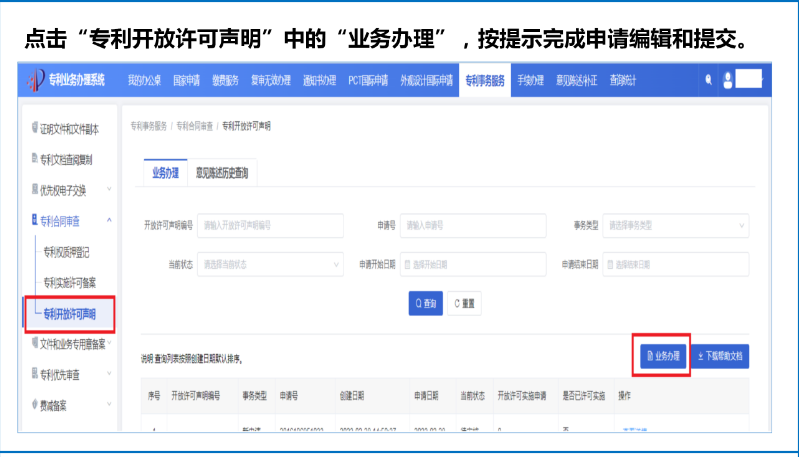 点击“专利开放许可声明”中的“业务办理”，按提示完成申请编辑和提交。
专利业务办理系统 我的办公桌 国家申请 缴费服务 复审无效办理 通知书办理 PCT国际申请 外观设计国际申请 专利事务服务 手续办理 意见陈述/补正 查询统计
专利事务服务 / 专利合同审查 / 专利开放许可声明
证明文件和文件副本
专利文档查阅复制
优先权电子交换
专利合同审查
专利权质押登记
专利实施许可备案
专利开放许可声明
文件和业务专用章备案
专利优先审查
费减备案
业务办理 意见陈述历史查询
开放许可声明编号 请输入开放许可声明编号 申请号 请输入申请号 事务类型 请选择事务类型
当前状态 请选择当前状态 申请开始日期 选择开始日期 申请结束日期 选择结束日期
查询 重置
说明:查询列表按照创建日期默认排序。 业务办理 下载帮助文档
序号 开放许可声明编号 事务类型 申请号 创建日期 申请日期 当前状态 开放许可实施申请 是否已许可实施 操作